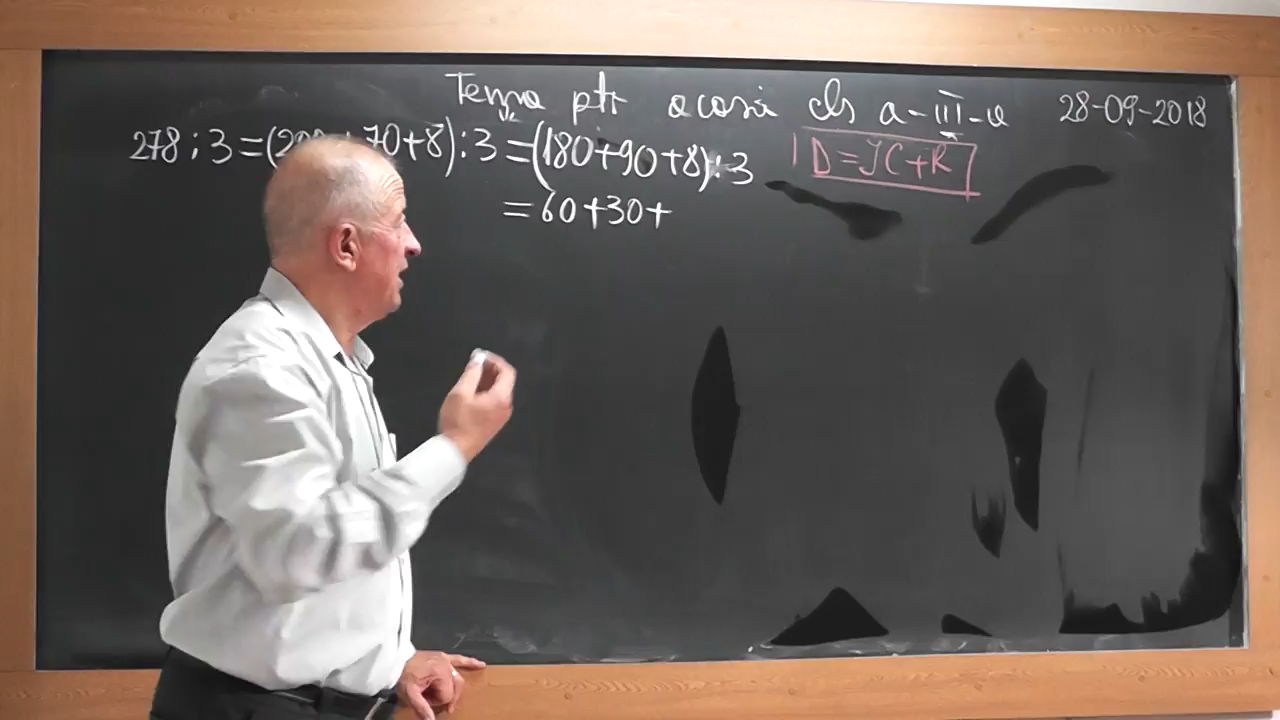 Tema ptr acasă cls a-III-a 28-09-2018
278 : 3 = (200+70+8) : 3 = (180+90+8) : 3 D = ÎC + R
= 60+30+